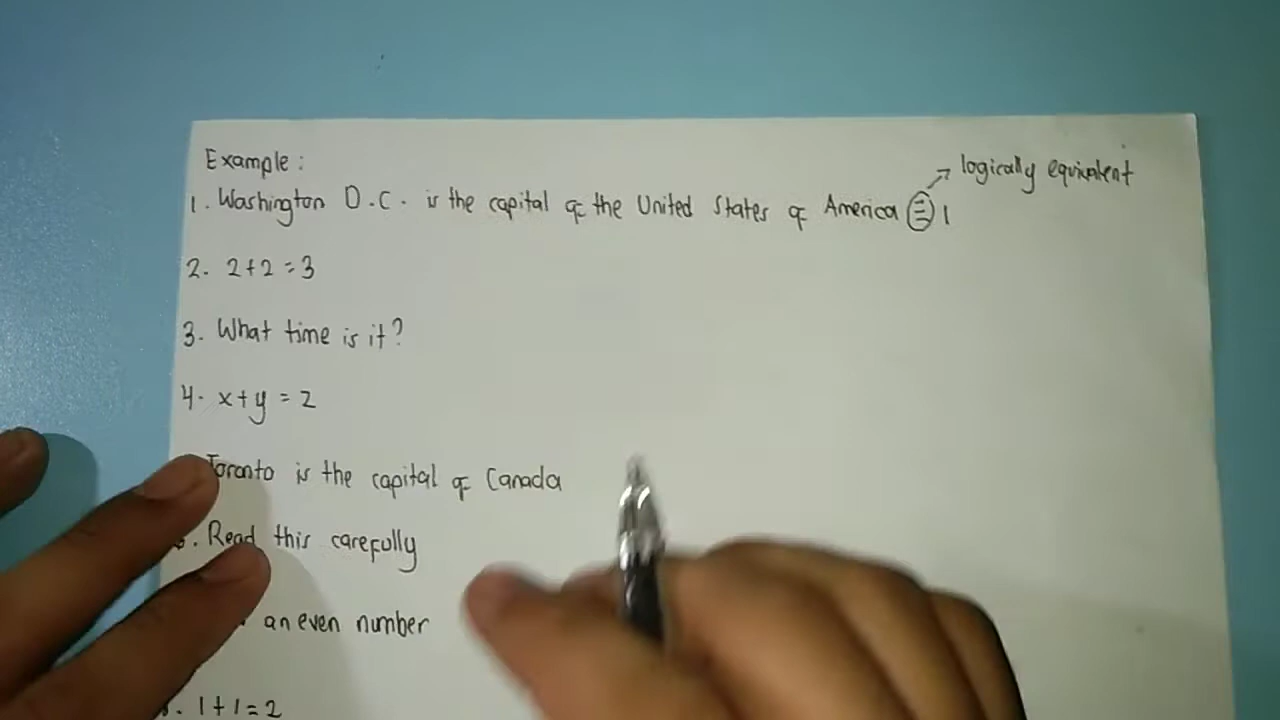 Example:
logically equivalent
1. Washington D.C. is the capital of the United States of America ≡ 1
2. 2+2=3
3. What time is it?
4. x+y = 2
Toronto is the capital of Canada
. Read this carefully
an even number
. 1+1=2